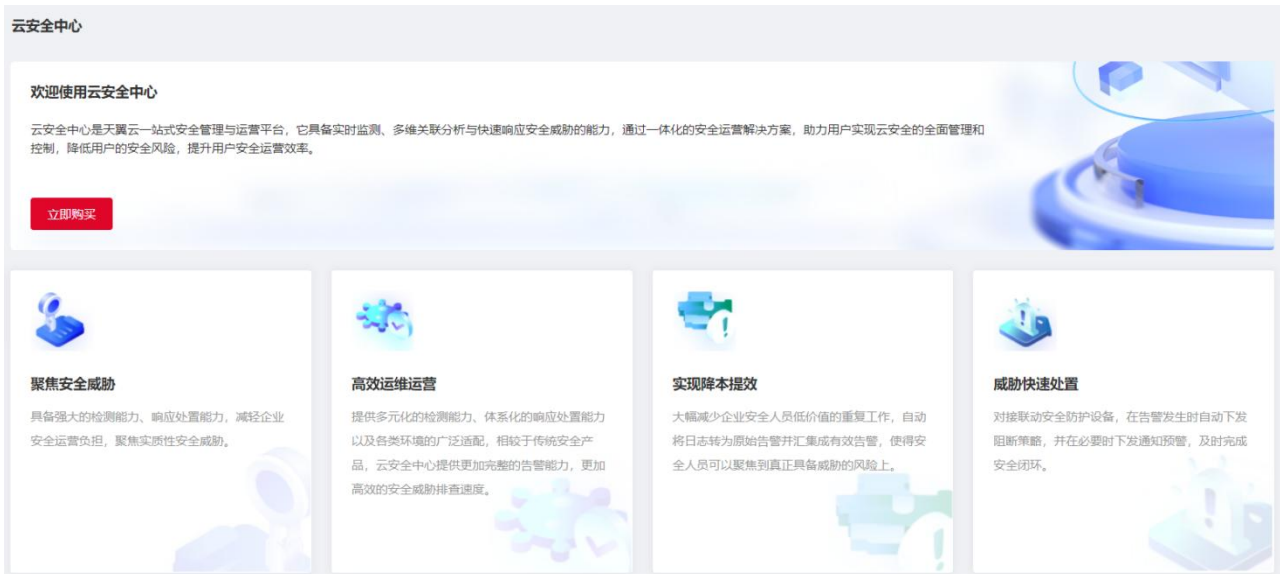 云安全中心
欢迎使用云安全中心
云安全中心是天翼云一站式安全管理与运营平台，它具备实时监测、多维关联分析与快速响应安全威胁的能力，通过一体化的安全运营解决方案，助力用户实现云安全的全面管理和
控制，降低用户的安全风险，提升用户安全运营效率。
立即购买
聚焦安全威胁
具备强大的检测能力、响应处置能力，减轻企业
安全运营负担，聚焦实质性安全威胁。
高效运维运营
提供多元化的检测能力、体系化的响应处置能力
以及各类环境的广泛适配，相较于传统安全产
品，云安全中心提供更加完整的告警能力，更加
高效的安全威胁排查速度。
实现降本提效
大幅减少企业安全人员低价值的重复工作，自动
将日志转为原始告警并汇集成有效告警，使得安
全人员可以聚焦到真正具备威胁的风险上。
威胁快速处置
对接联动安全防护设备，在告警发生时自动下发
阻断策略，并在必要时下发通知预警，及时完成
安全闭环。